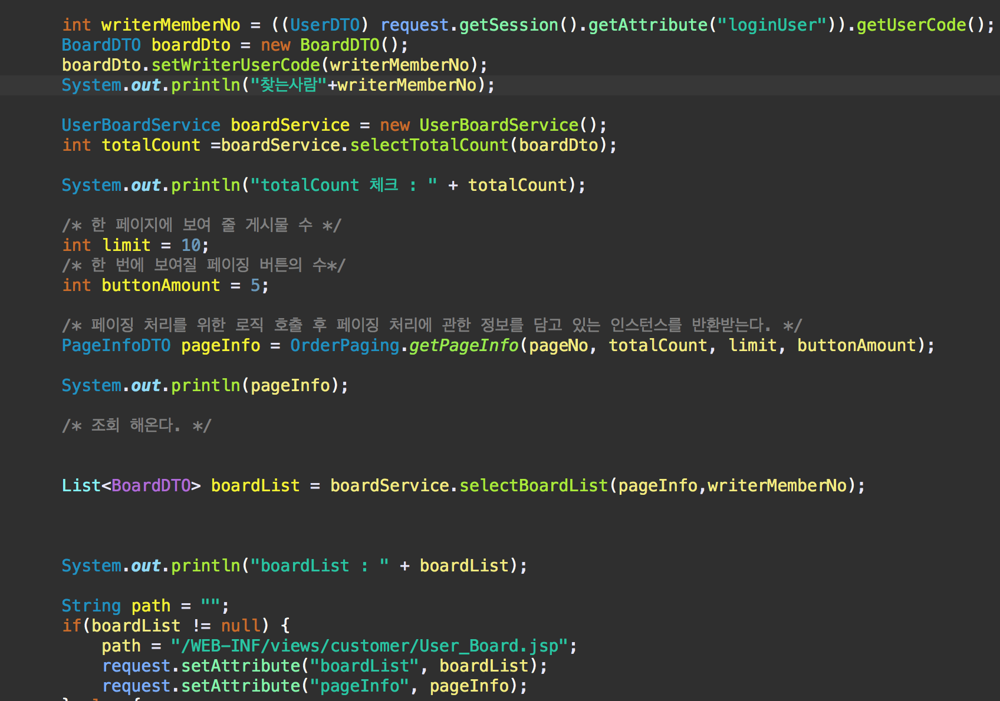 int writerMemberNo = ((UserDTO) request.getSession().getAttribute("loginUser")).getUserCode();
BoardDTO boardDto = new BoardDTO();
boardDto.setWriterUserCode(writerMemberNo);
System.out.println("찾는사람"+writerMemberNo);
UserBoardService boardService = new UserBoardService();
int totalCount =boardService.selectTotalCount(boardDto);
System.out.println("totalCount 체크 : " + totalCount);
/* 한 페이지에 보여 줄 게시물 수 */
int limit = 10;
/* 한 번에 보여질 페이징 버튼의 수*/
int buttonAmount = 5;
/* 페이징 처리를 위한 로직 호출 후 페이징 처리에 관한 정보를 담고 있는 인스턴스를 반환받는다. */
PageInfoDTO pageInfo = OrderPaging.getPageInfo(pageNo, totalCount, limit, buttonAmount);
System.out.println(pageInfo);
/* 조회 해온다. */
List<BoardDTO> boardList = boardService.selectBoardList(pageInfo,writerMemberNo);
System.out.println("boardList : " + boardList);
String path = "";
if(boardList != null) {
path = "/WEB-INF/views/customer/User_Board.jsp";
request.setAttribute("boardList", boardList);
request.setAttribute("pageInfo", pageInfo);